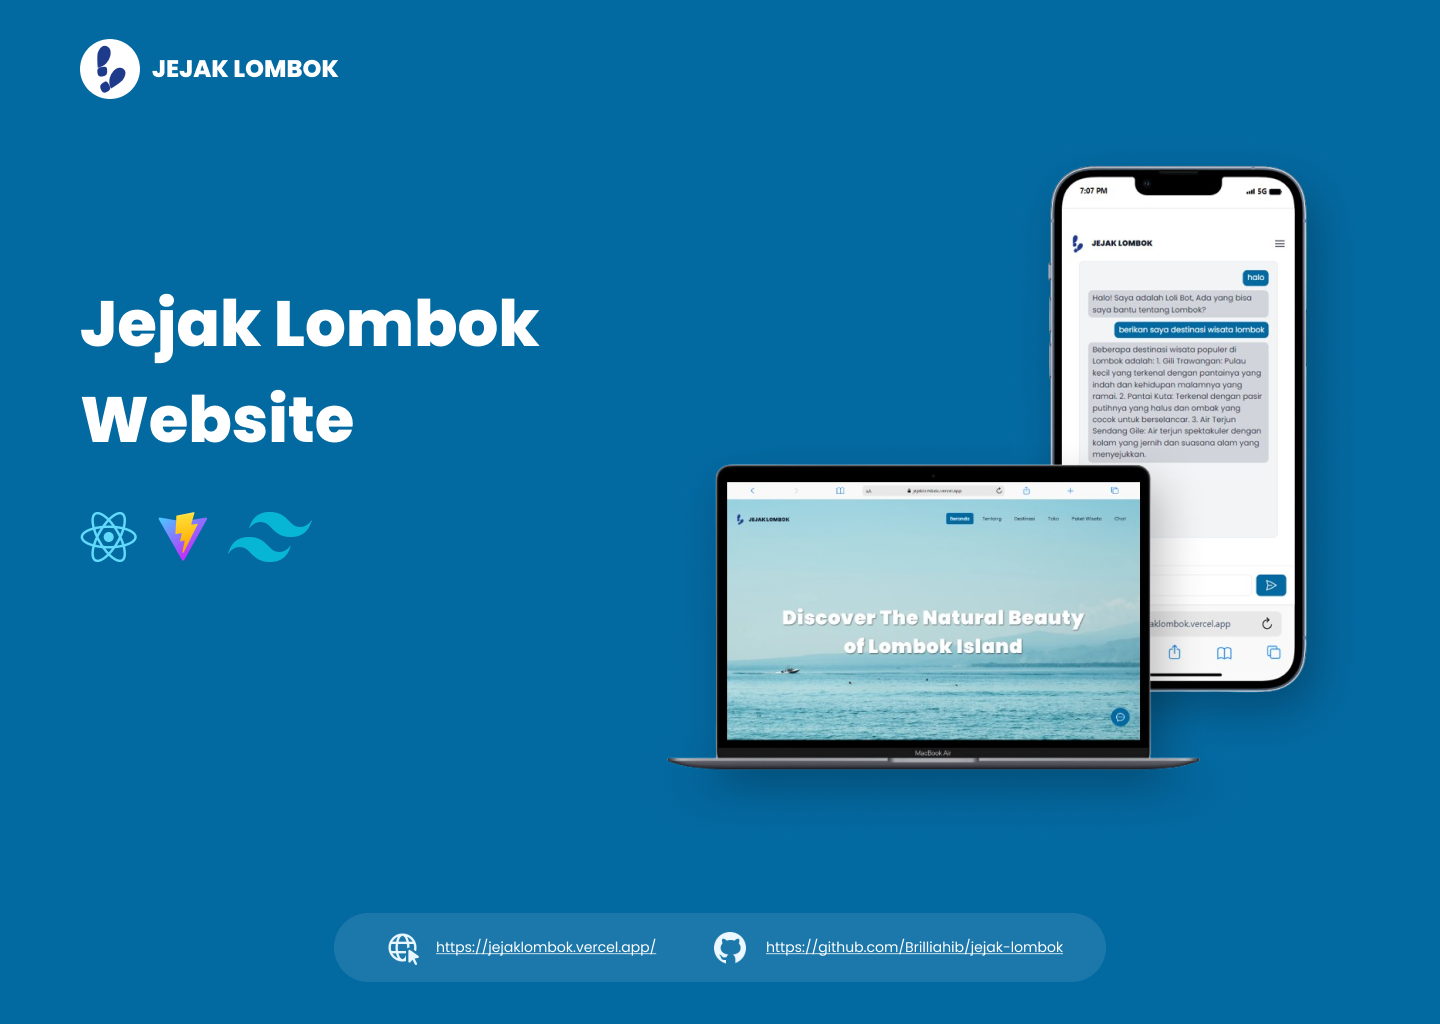 JEJAK LOMBOK
Jejak Lombok
Website
7:07 PM
5G
JEJAK LOMBOK
halo
Halo! Saya adalah Loli Bot, Ada yang bisa
saya bantu tentang Lombok?
berikan saya destinasi wisata lombok
Beberapa destinasi wisata populer di
Lombok adalah: 1. Gili Trawangan: Pulau
kecil yang terkenal dengan pantainya yang
indah dan kehidupan malamnya yang
ramai. 2. Pantai Kuta: Terkenal dengan pasir
putihnya yang halus dan ombak yang
cocok untuk berselancar. 3. Air Terjun
Sendang Gile: Air terjun spektakuler dengan
kolam yang jernih dan suasana alam yang
menyejukkan.
aklombok.vercel.app
AA
jejaklombok.vercel.app
JEJAK LOMBOK
Beranda Tentang Destinasi Toko Paket Wisata Chat
Discover The Natural Beauty
of Lombok Island
MacBook Air
https://jejaklombok.vercel.app/
https://github.com/Brilliahib/jejak-lombok